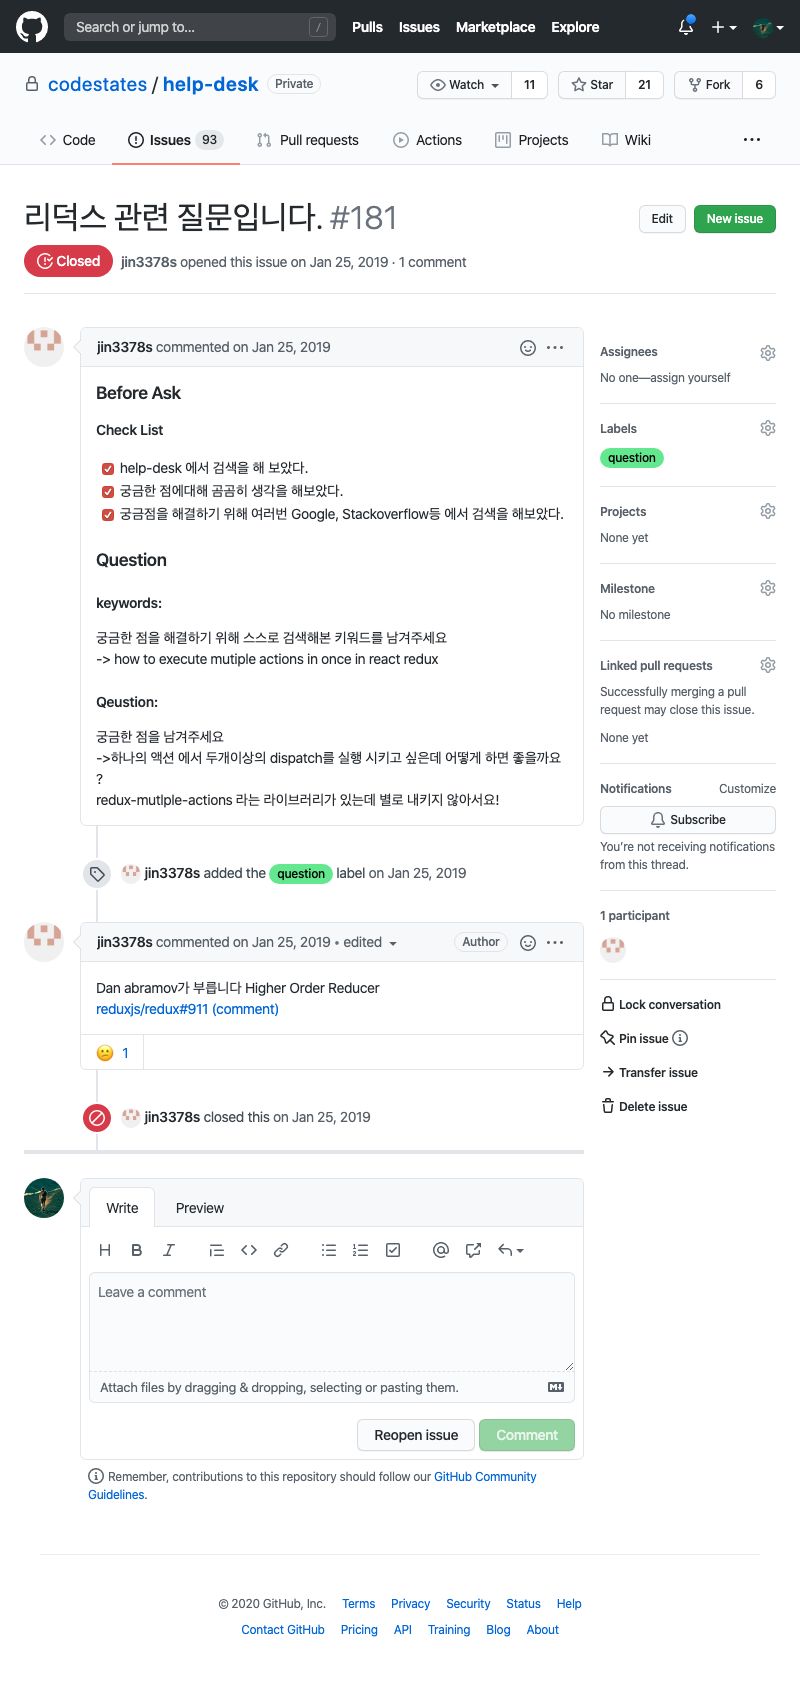 Search or jump to...
/
Pulls
Issues
Marketplace
Explore
codestates / help-desk
Private
Watch
11
Star
21
Fork
6
Code
Issues 93
Pull requests
Actions
Projects
Wiki
리덕스 관련 질문입니다. #181
Edit
New issue
Closed
jin3378s opened this issue on Jan 25, 2019 · 1 comment
jin3378s commented on Jan 25, 2019
Before Ask
Check List
help-desk 에서 검색을 해 보았다.
궁금한 점에대해 곰곰히 생각을 해보았다.
궁금점을 해결하기 위해 여러번 Google, Stackoverflow등 에서 검색을 해보았다.
Question
keywords:
궁금한 점을 해결하기 위해 스스로 검색해본 키워드를 남겨주세요
-> how to execute mutiple actions in once in react redux
Qeustion:
궁금한 점을 남겨주세요
->하나의 액션 에서 두개이상의 dispatch를 실행 시키고 싶은데 어떻게 하면 좋을까요
?
redux-mutlple-actions 라는 라이브러리가 있는데 별로 내키지 않아서요!
jin3378s added the question label on Jan 25, 2019
jin3378s commented on Jan 25, 2019 • edited
Author
Dan abramov가 부릅니다 Higher Order Reducer
reduxjs/redux#911 (comment)
1
jin3378s closed this on Jan 25, 2019
Write
Preview
H B I
Leave a comment
Attach files by dragging & dropping, selecting or pasting them.
Reopen issue
Comment
Remember, contributions to this repository should follow our GitHub Community
Guidelines.
Assignees
No one—assign yourself
Labels
question
Projects
None yet
Milestone
No milestone
Linked pull requests
Successfully merging a pull
request may close this issue.
None yet
Notifications
Customize
Subscribe
You're not receiving notifications
from this thread.
1 participant
Lock conversation
Pin issue
Transfer issue
Delete issue
© 2020 GitHub, Inc. Terms Privacy Security Status Help
Contact GitHub Pricing API Training Blog About